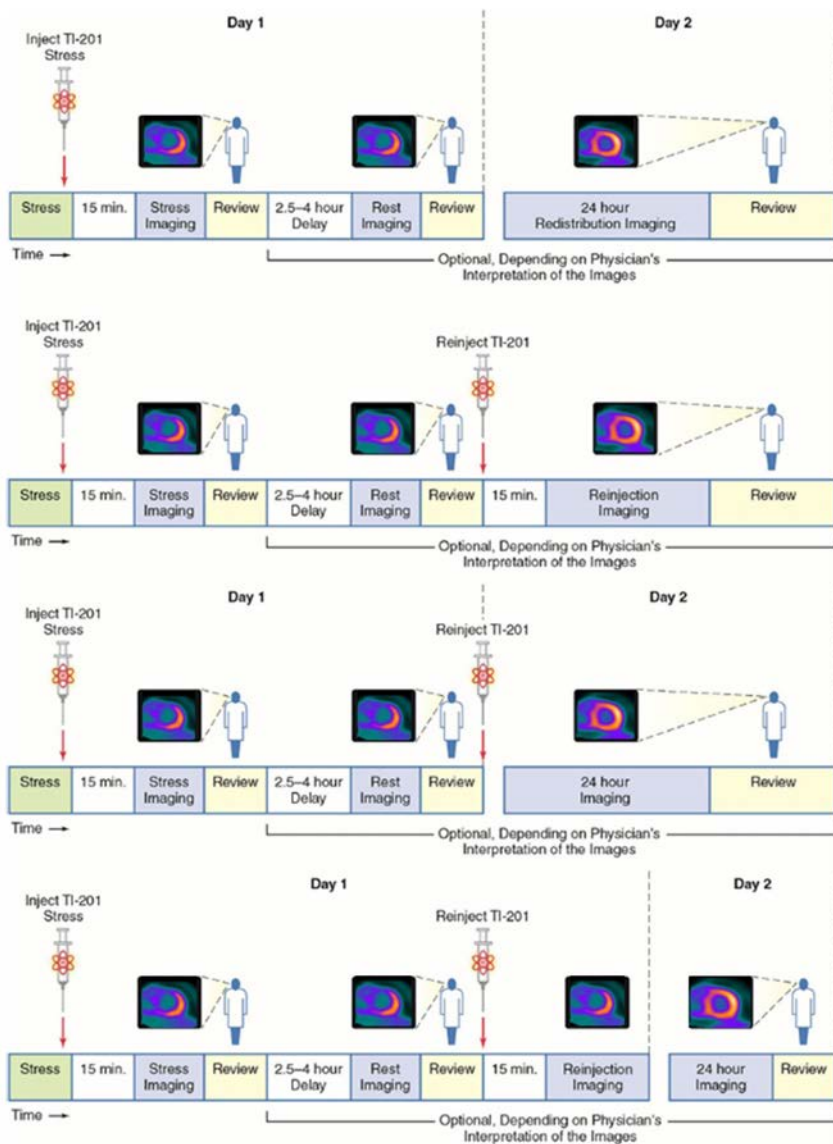 Day 1
Day 2
Inject TI-201
Stress
Stress
15 min.
Stress
Imaging
Review
2.5–4 hour
Delay
Rest
Imaging
Review
24 hour
Redistribution Imaging
Review
Time
Optional, Depending on Physician's
Interpretation of the Images
Inject TI-201
Stress
Reinject TI-201
Stress
15 min.
Stress
Imaging
Review
2.5–4 hour
Delay
Rest
Imaging
Review
15 min.
Reinjection
Imaging
Review
Time
Optional, Depending on Physician's
Interpretation of the Images
Day 1
Day 2
Inject TI-201
Stress
Reinject TI-201
Stress
15 min.
Stress
Imaging
Review
2.5–4 hour
Delay
Rest
Imaging
Review
24 hour
Imaging
Review
Time
Optional, Depending on Physician's
Interpretation of the Images
Day 1
Day 2
Inject TI-201
Stress
Reinject TI-201
Stress
15 min.
Stress
Imaging
Review
2.5–4 hour
Delay
Rest
Imaging
Review
15 min.
Reinjection
Imaging
24 hour
Imaging
Review
Time
Optional, Depending on Physician's
Interpretation of the Images